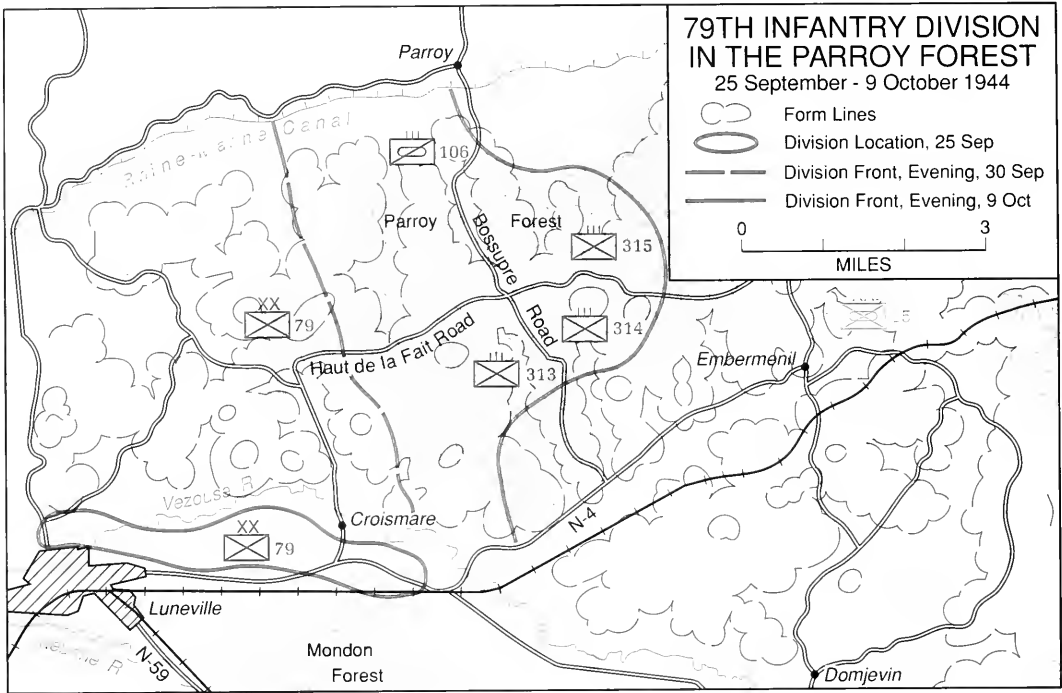 79TH INFANTRY DIVISION
IN THE PARROY FOREST
25 September - 9 October 1944
Form Lines
Division Location, 25 Sep
Division Front, Evening, 30 Sep
Division Front, Evening, 9 Oct
0 3
MILES
Parroy
Rhine-Marne Canal
106
Parroy Forest
Bossupre
Road
315
XX
79
314
Haut de la Fait Road
313
Embermenil
Vezouse R
Croismare
XX
79
N-4
Luneville
N-59
Mondon
Forest
Domjevin